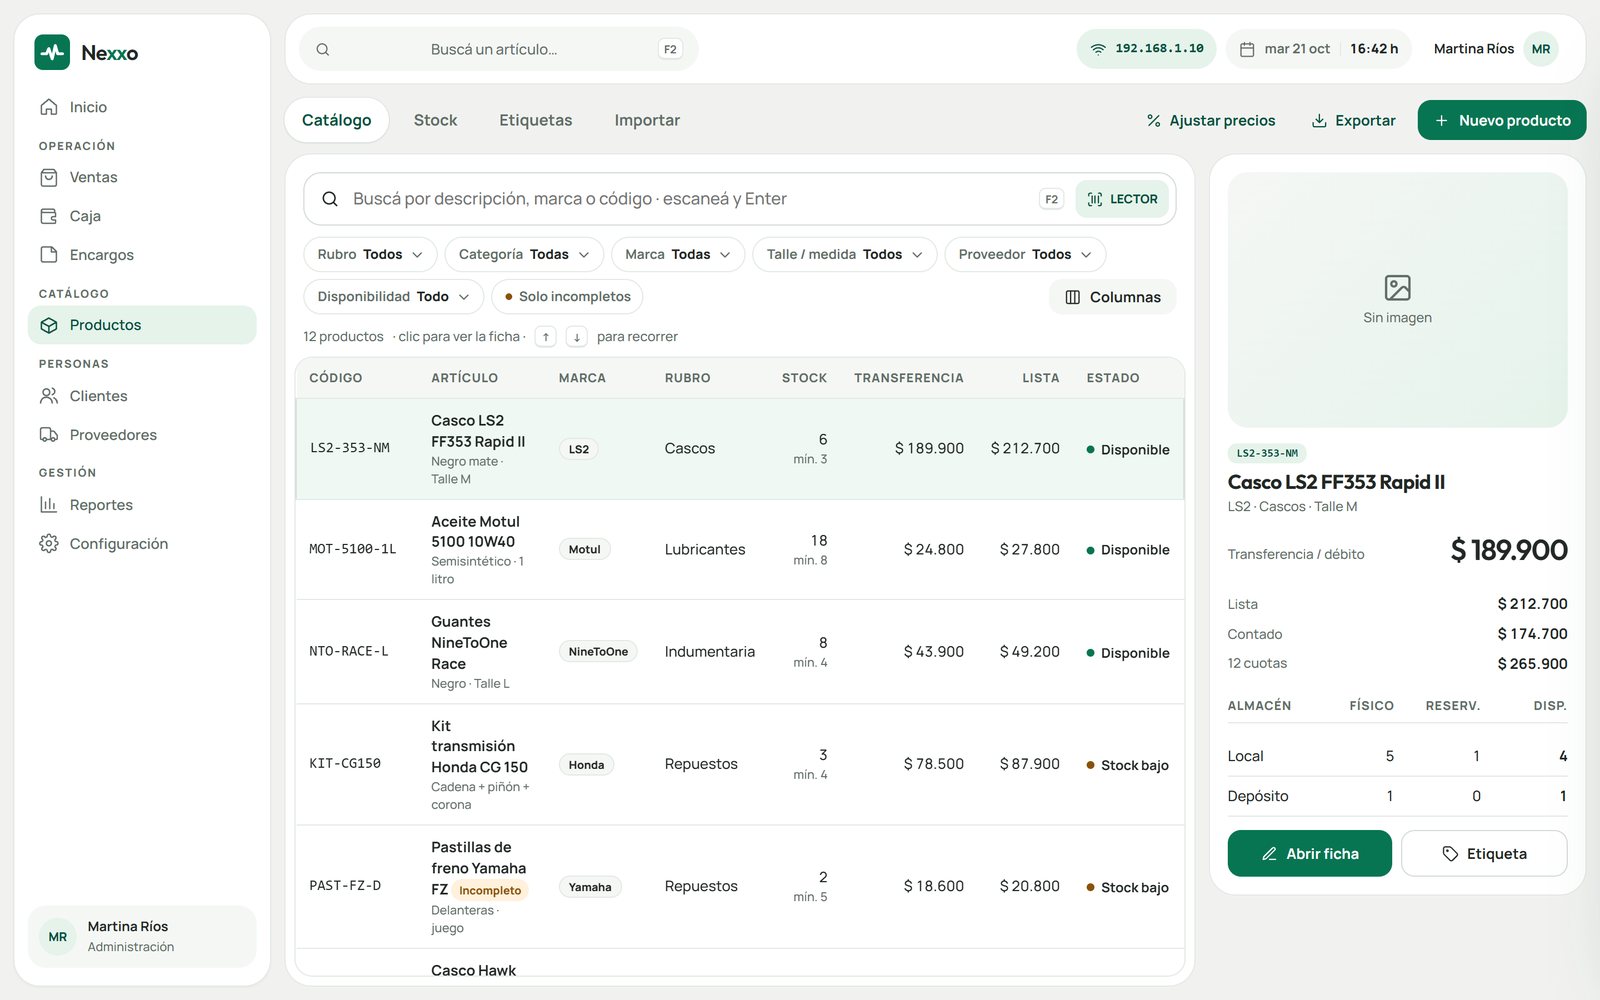 Nexxo
Inicio
OPERACIÓN
Ventas
Caja
Encargos
CATÁLOGO
Productos
PERSONAS
Clientes
Proveedores
GESTIÓN
Reportes
Configuración
MR
Martina Ríos
Administración
Buscá un artículo...
F2
192.168.1.10
mar 21 oct
16:42 h
Martina Ríos
MR
Catálogo
Stock
Etiquetas
Importar
Ajustar precios
Exportar
Nuevo producto
Buscá por descripción, marca o código · escaneá y Enter
F2
LECTOR
Rubro Todos
Categoría Todas
Marca Todas
Talle / medida Todos
Proveedor Todos
Disponibilidad Todo
Solo incompletos
Columnas
12 productos · clic para ver la ficha · ↑ ↓ para recorrer
CÓDIGO ARTÍCULO MARCA RUBRO STOCK TRANSFERENCIA LISTA ESTADO
LS2-353-NM
Casco LS2
FF353 Rapid II
Negro mate ·
Talle M
LS2
Cascos
6
mín. 3
$ 189.900
$ 212.700
Disponible
MOT-5100-1L
Aceite Motul
5100 10W40
Semisintético · 1
litro
Motul
Lubricantes
18
mín. 8
$ 24.800
$ 27.800
Disponible
NTO-RACE-L
Guantes
NineToOne
Race
Negro · Talle L
NineToOne
Indumentaria
8
mín. 4
$ 43.900
$ 49.200
Disponible
KIT-CG150
Kit
transmisión
Honda CG 150
Cadena + piñón +
corona
Honda
Repuestos
3
mín. 4
$ 78.500
$ 87.900
Stock bajo
PAST-FZ-D
Pastillas de
freno Yamaha
FZ Incompleto
Delanteras ·
juego
Yamaha
Repuestos
2
mín. 5
$ 18.600
$ 20.800
Stock bajo
Casco Hawk
Sin imagen
LS2-353-NM
Casco LS2 FF353 Rapid II
LS2 · Cascos · Talle M
Transferencia / débito $ 189.900
Lista $ 212.700
Contado $ 174.700
12 cuotas $ 265.900
ALMACÉN FÍSICO RESERV. DISP.
Local 5 1 4
Depósito 1 0 1
Abrir ficha
Etiqueta